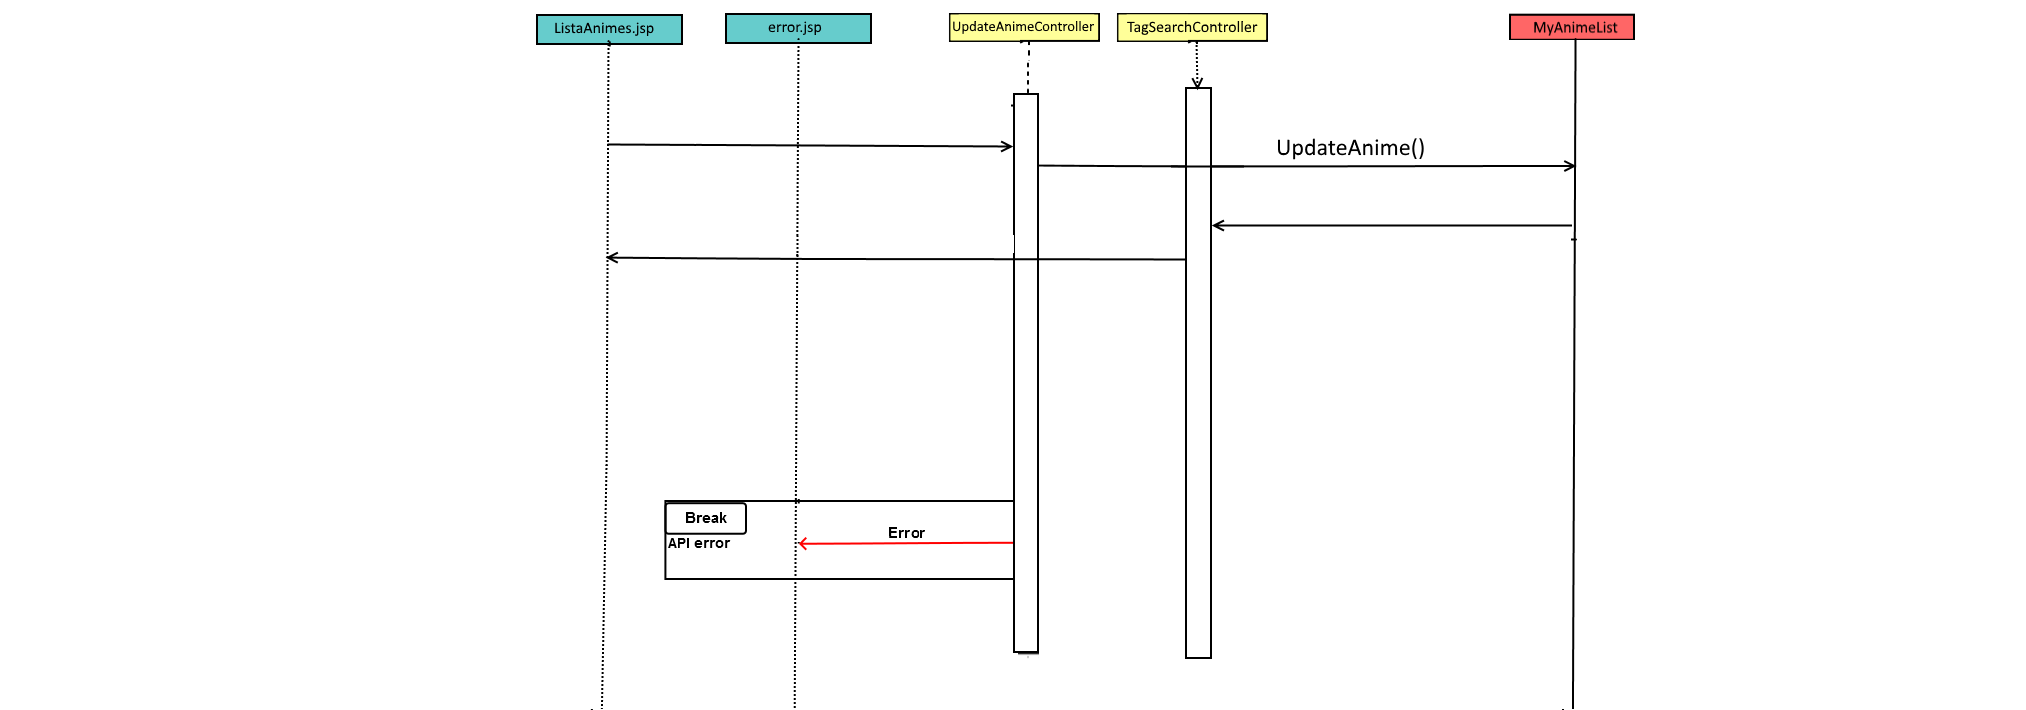 ListaAnimes.jsp
error.jsp
UpdateAnimeController
TagSearchController
MyAnimeList
UpdateAnime()
Break
Error
API error